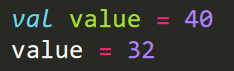 val value = 40
value = 32